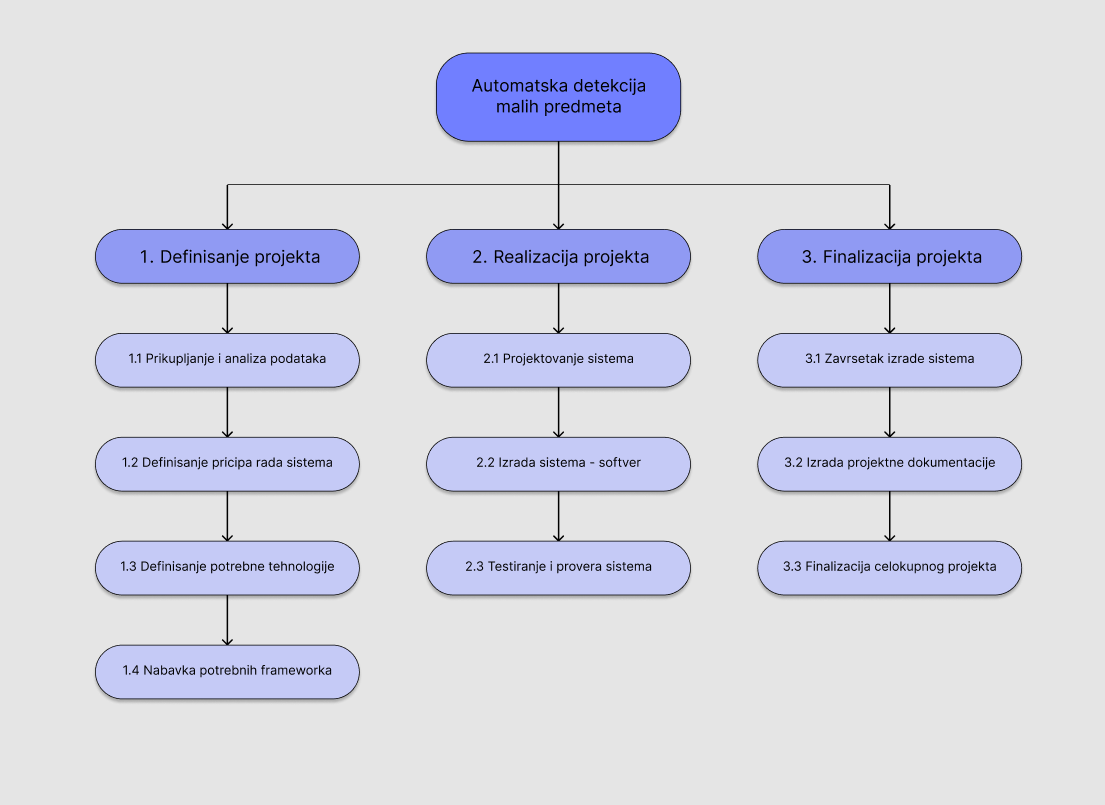 Automatska detekcija
malih predmeta
1. Definisanje projekta
2. Realizacija projekta
3. Finalizacija projekta
1.1 Prikupljanje i analiza podataka
2.1 Projektovanje sistema
3.1 Zavrsetak izrade sistema
1.2 Definisanje pricipa rada sistema
2.2 Izrada sistema - softver
3.2 Izrada projektne dokumentacije
1.3 Definisanje potrebne tehnologije
2.3 Testiranje i provera sistema
3.3 Finalizacija celokupnog projekta
1.4 Nabavka potrebnih frameworka